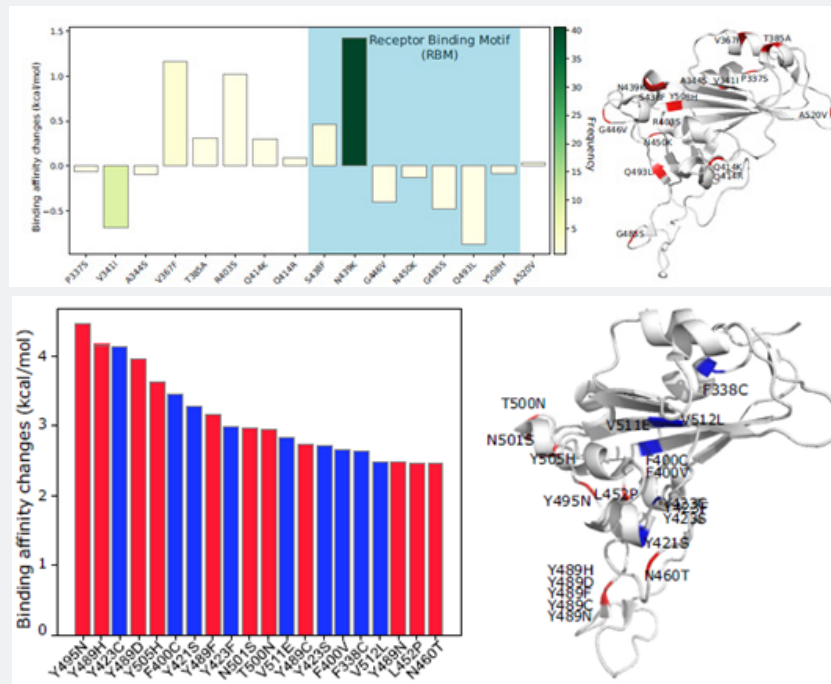 Receptor Binding Motif
(RBM)
Binding affinity changes (kcal/mol)
1.5
1.0
0.5
0.0
−0.5
P337S
V341I
A344S
V367F
T385A
R403S
Q414K
Q414R
S438F
N439K
G446V
N450K
G485S
Q493L
Y508H
A520V
40
35
30
25
20
15
10
5
Frequency
T385A
P337S
V341I
A344S
N439K
S438F
Y508H
A520V
G446V
R403S
N450K
Q414K
Q414R
Q493L
G485S
Binding affinity changes (kcal/mol)
4
3
2
1
0
Y495N
Y489H
Y423C
Y489D
Y505H
F400C
Y421S
Y489F
Y423F
N501S
T500N
V511E
Y489C
Y423S
F400V
F338C
V512L
Y489N
L452P
N460T
F338C
T500N
V511E
V512L
N501S
Y505H
F400C
F400V
Y495N
L452P
Y423C
Y423S
Y421S
N460T
Y489H
Y489D
Y489F
Y489C
Y489N